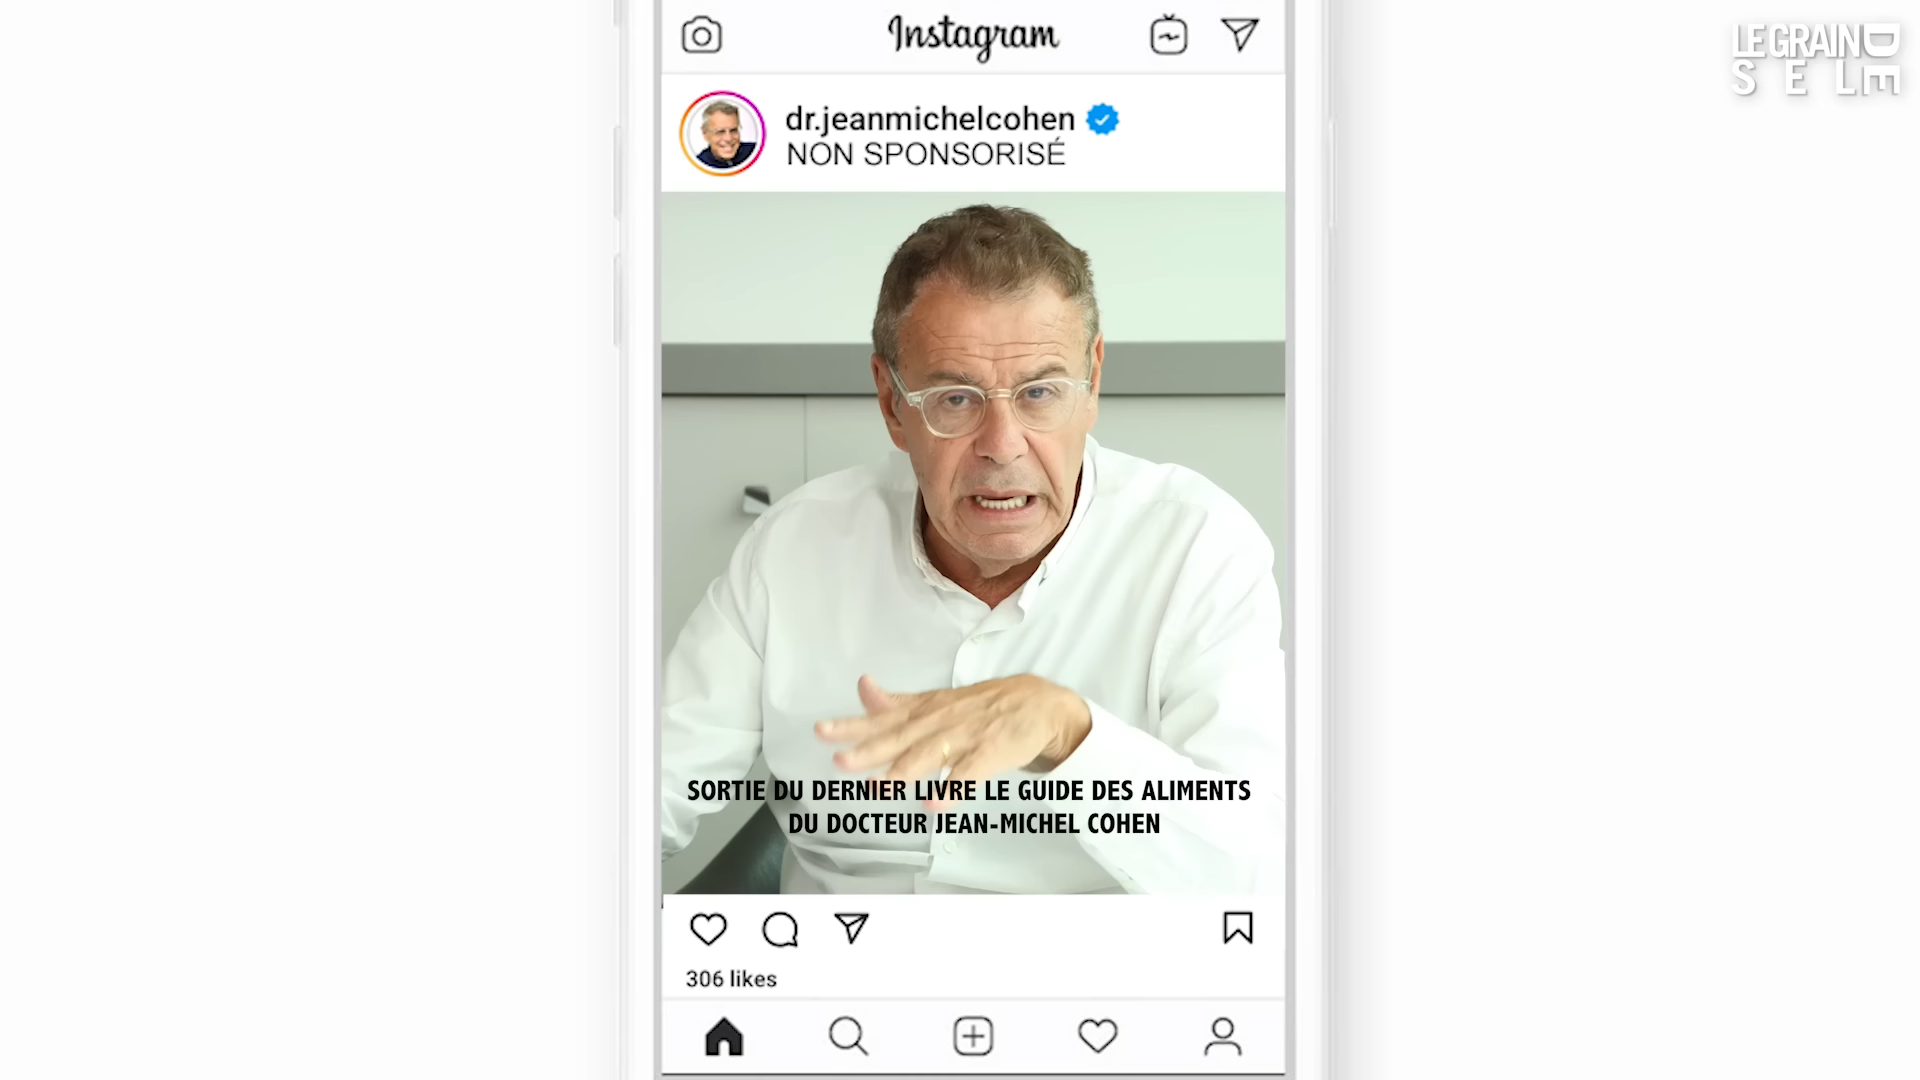 Instagram
LE GRAIN DE
SEL
dr.jeanmichelcohen
NON SPONSORISÉ
SORTIE DU DERNIER LIVRE LE GUIDE DES ALIMENTS
DU DOCTEUR JEAN-MICHEL COHEN
306 likes